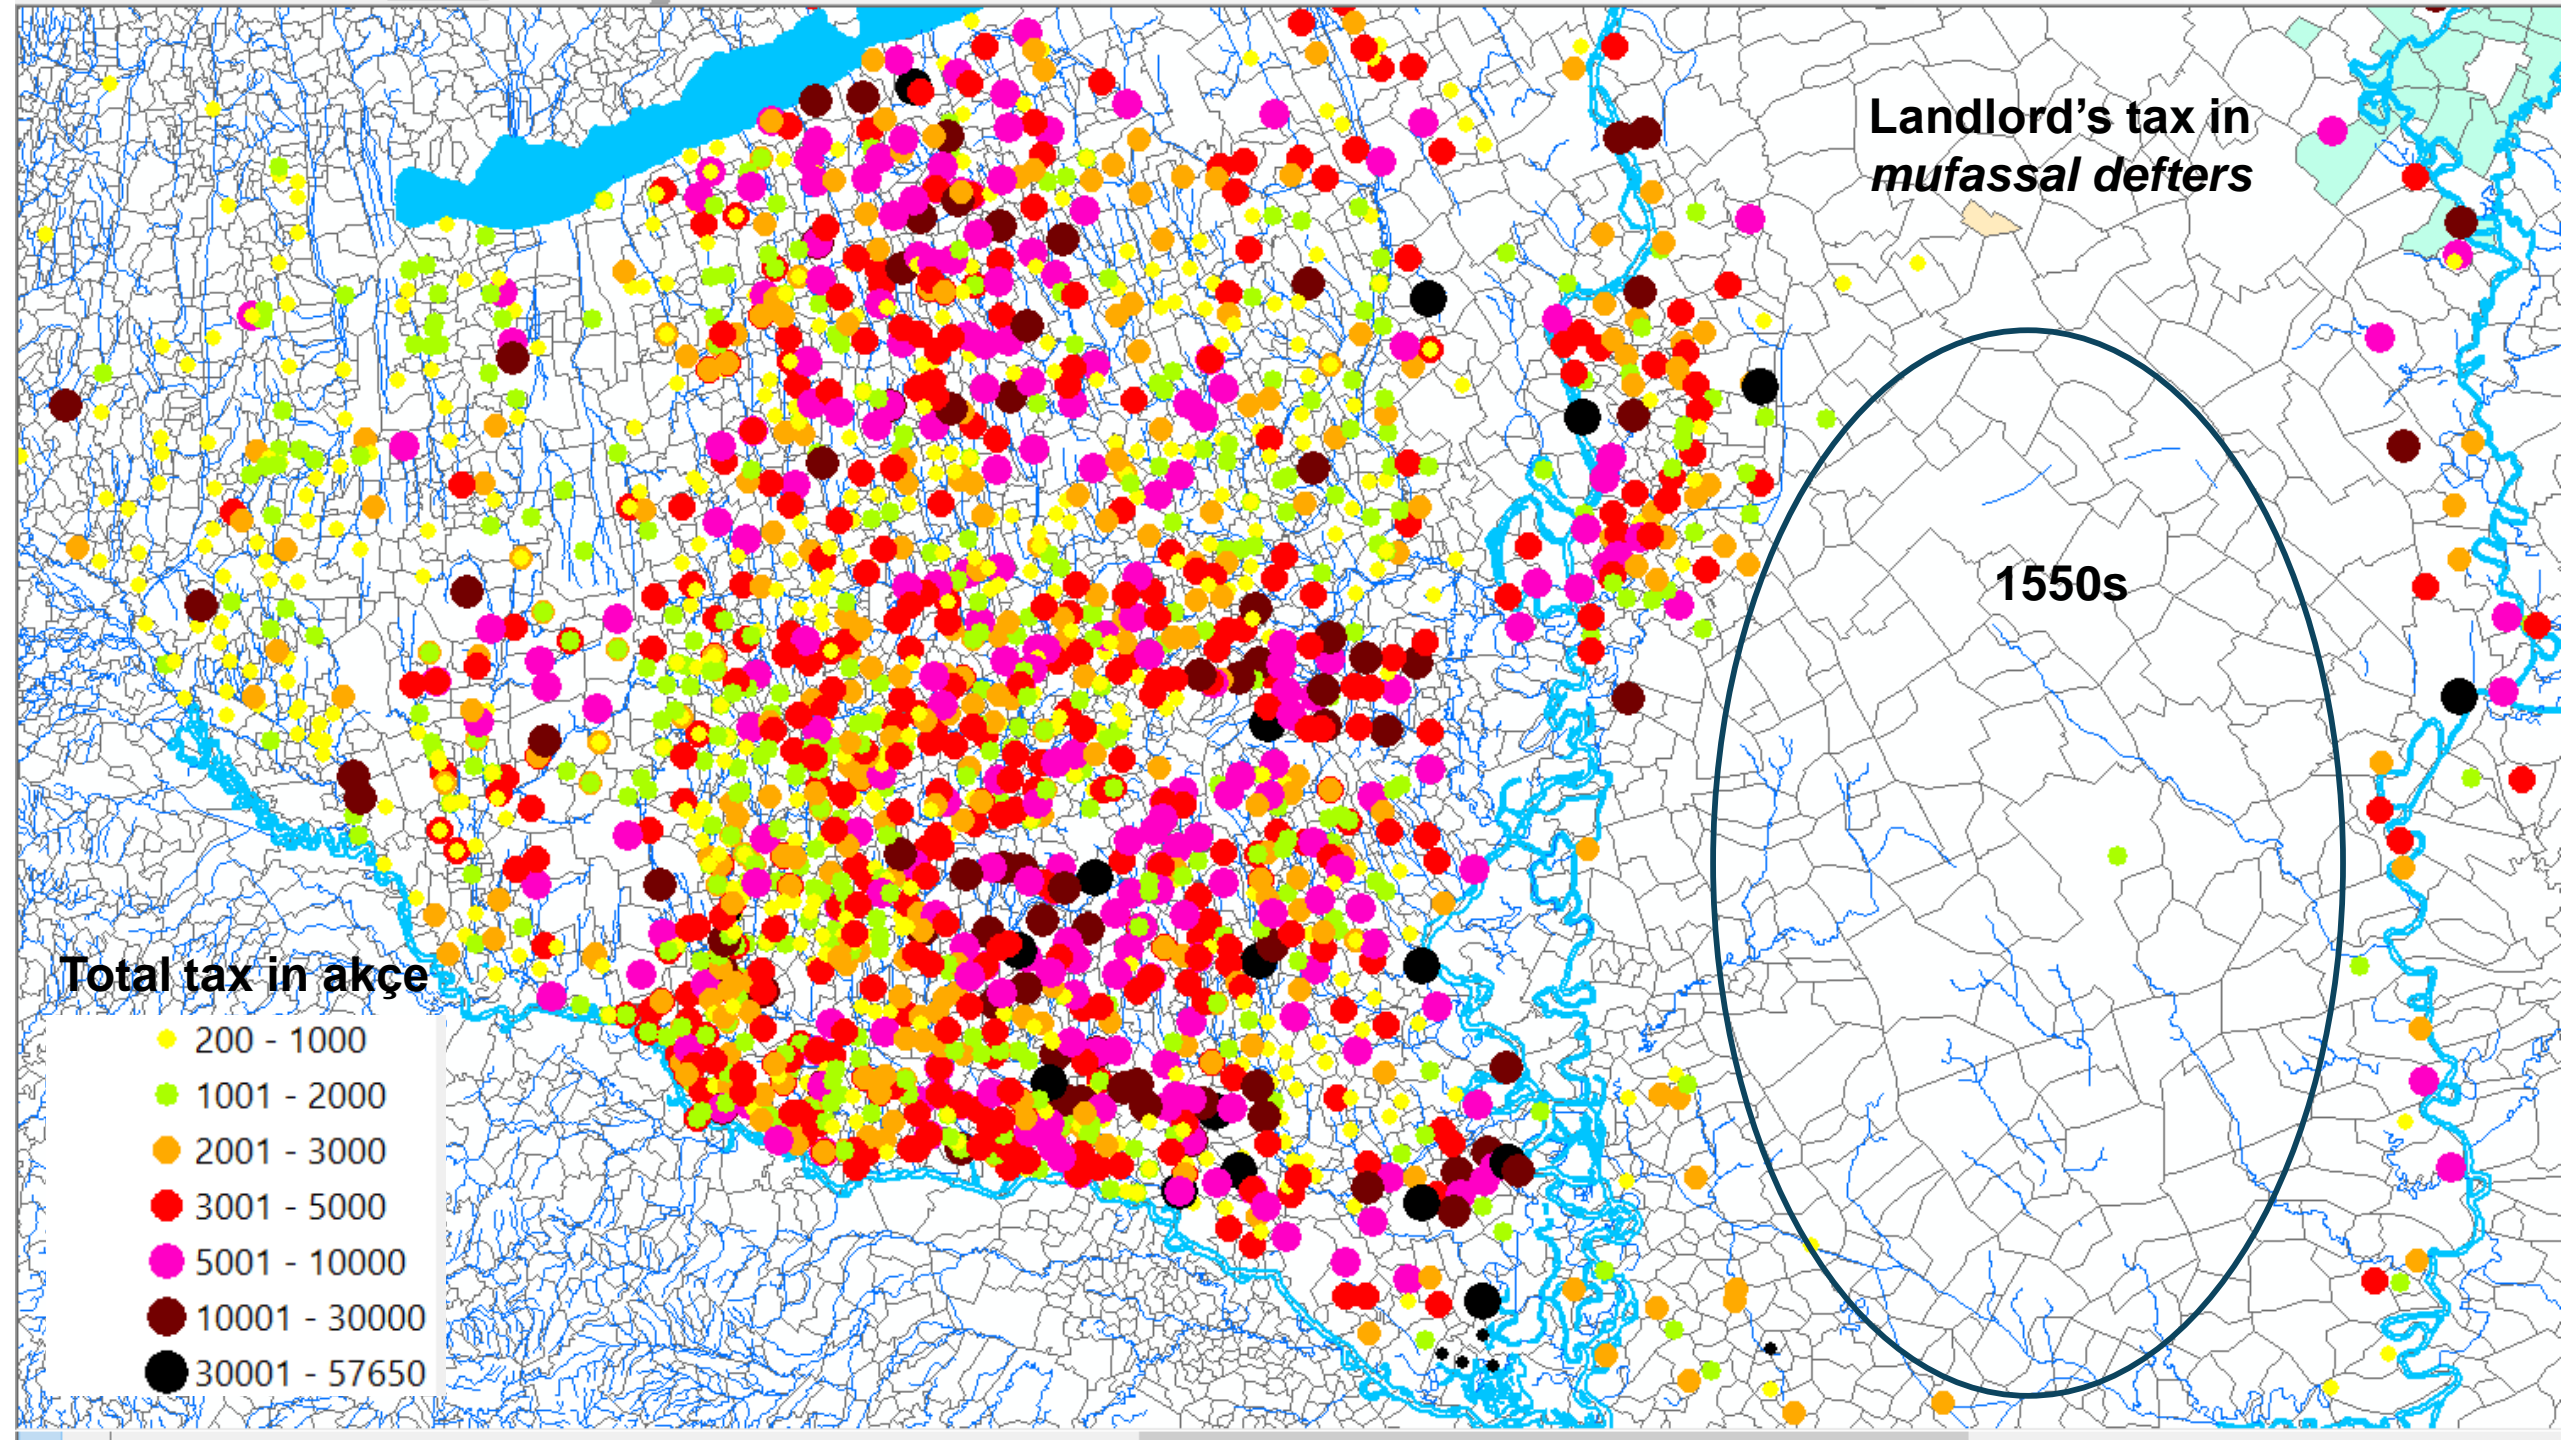 Landlord’s tax in
mufassal defters
1550s
Total tax in akçe
200 - 1000
1001 - 2000
2001 - 3000
3001 - 5000
5001 - 10000
10001 - 30000
30001 - 57650